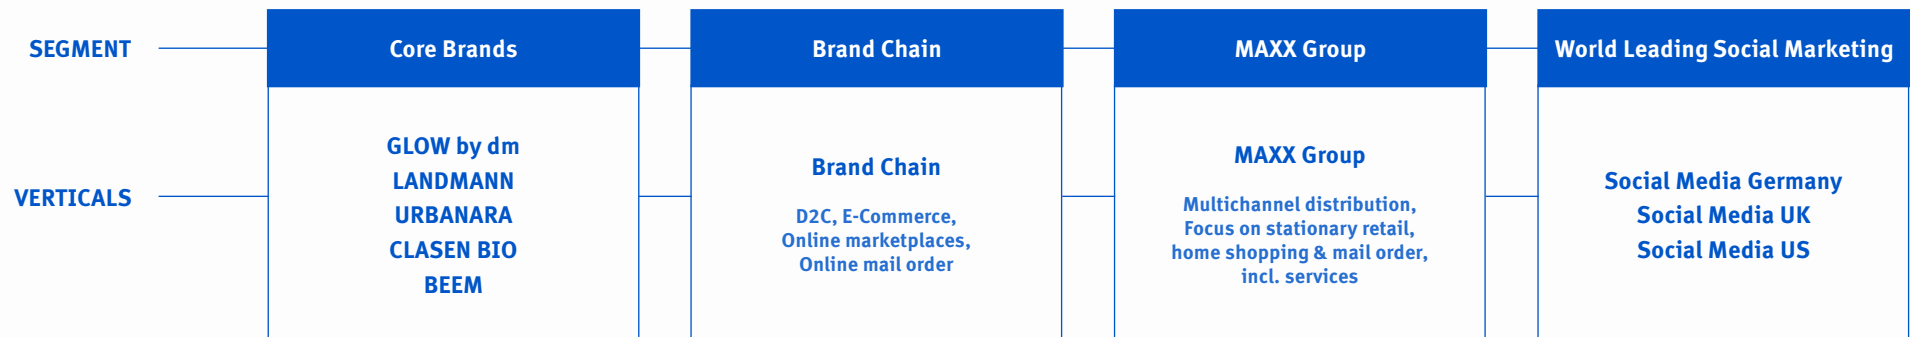 SEGMENT
Core Brands
Brand Chain
MAXX Group
World Leading Social Marketing
VERTICALS
GLOW by dm
LANDMANN
URBANARA
CLASEN BIO
BEEM
Brand Chain
D2C, E-Commerce,
Online marketplaces,
Online mail order
MAXX Group
Multichannel distribution,
Focus on stationary retail,
home shopping & mail order,
incl. services
Social Media Germany
Social Media UK
Social Media US